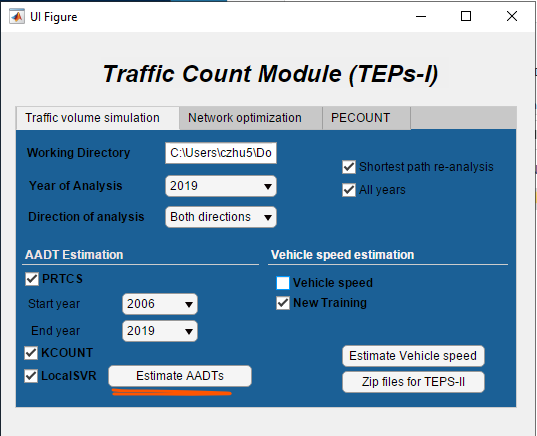 UI Figure
Traffic Count Module (TEPs-I)
Traffic volume simulation Network optimization PECOUNT
Working Directory C:\Users\czhu5\Do
Shortest path re-analysis
Year of Analysis 2019
All years
Direction of analysis Both directions
AADT Estimation Vehicle speed estimation
PRTCS Vehicle speed
Start year 2006 New Training
End year 2019
KCOUNT Estimate Vehicle speed
LocalSVR Estimate AADTs Zip files for TEPS-II